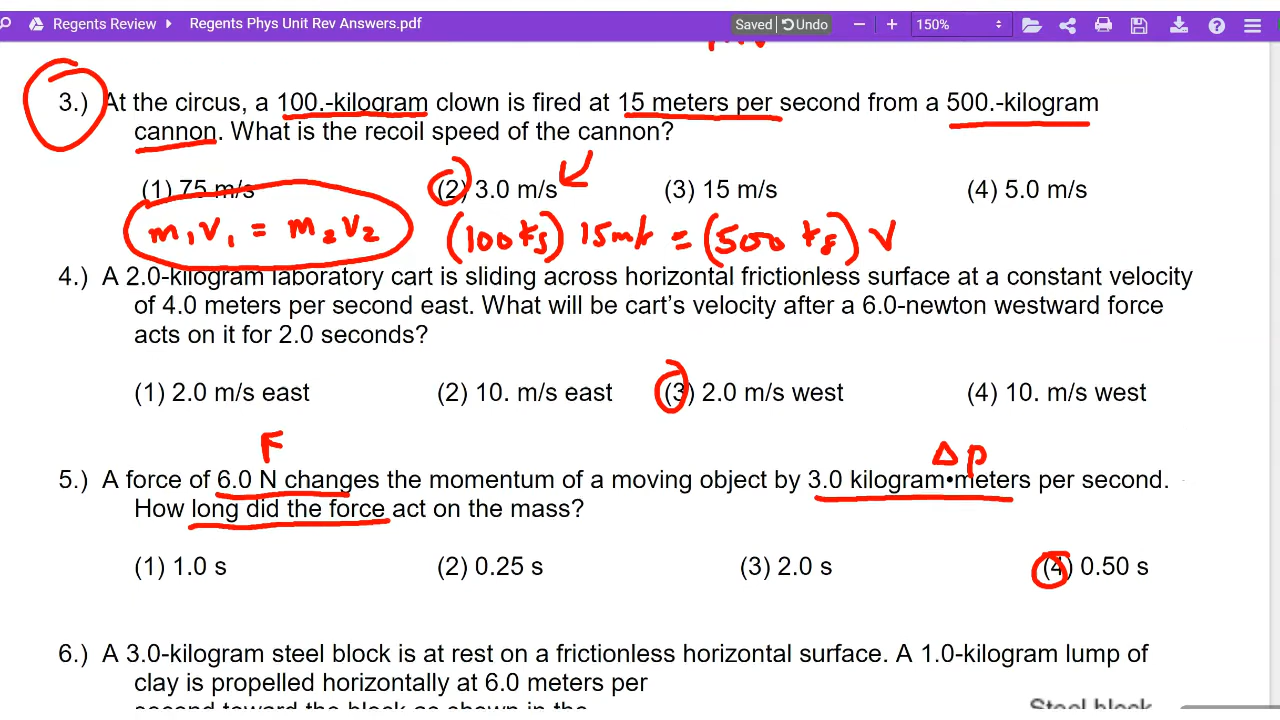 Regents Review Regents Phys Unit Rev Answers.pdf Saved Undo 150%
3.) At the circus, a 100.-kilogram clown is fired at 15 meters per second from a 500.-kilogram
cannon. What is the recoil speed of the cannon?
(1) 75 m/s (2) 3.0 m/s (3) 15 m/s (4) 5.0 m/s
m₁v₁ = m₂v₂ (100 kg) 15 m/s = (500 kg) v
4.) A 2.0-kilogram laboratory cart is sliding across horizontal frictionless surface at a constant velocity
of 4.0 meters per second east. What will be cart's velocity after a 6.0-newton westward force
acts on it for 2.0 seconds?
(1) 2.0 m/s east (2) 10. m/s east (3) 2.0 m/s west (4) 10. m/s west
F Δp
5.) A force of 6.0 N changes the momentum of a moving object by 3.0 kilogram•meters per second.
How long did the force act on the mass?
(1) 1.0 s (2) 0.25 s (3) 2.0 s (4) 0.50 s
6.) A 3.0-kilogram steel block is at rest on a frictionless horizontal surface. A 1.0-kilogram lump of
clay is propelled horizontally at 6.0 meters per
second toward the block as shown in the
Steel block